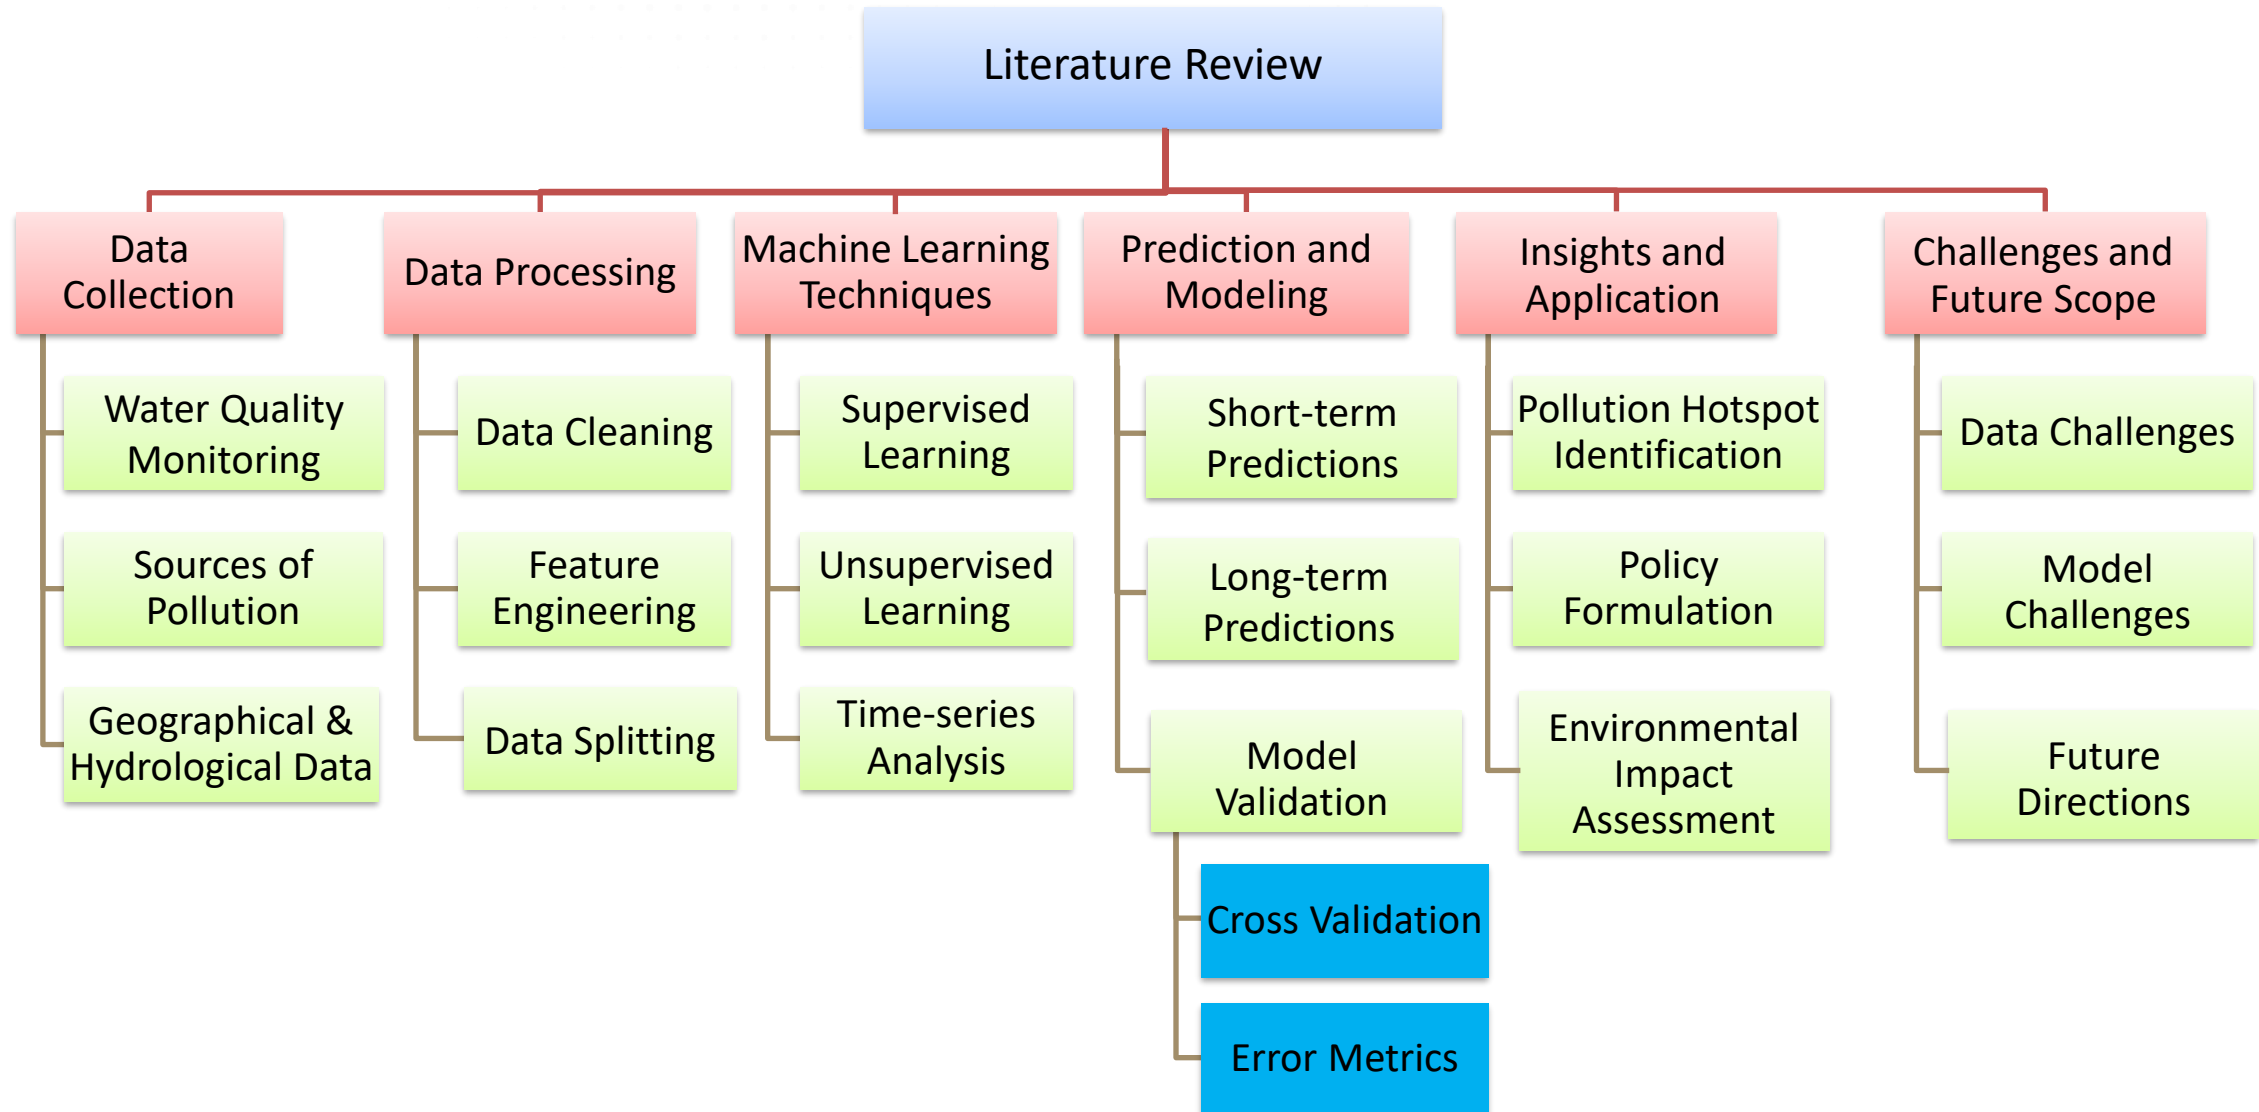 Literature Review
Data
Collection
Data Processing
Machine Learning
Techniques
Prediction and
Modeling
Insights and
Application
Challenges and
Future Scope
Water Quality
Monitoring
Sources of
Pollution
Geographical &
Hydrological Data
Data Cleaning
Feature
Engineering
Data Splitting
Supervised
Learning
Unsupervised
Learning
Time-series
Analysis
Short-term
Predictions
Long-term
Predictions
Model
Validation
Cross Validation
Error Metrics
Pollution Hotspot
Identification
Policy
Formulation
Environmental
Impact
Assessment
Data Challenges
Model
Challenges
Future
Directions